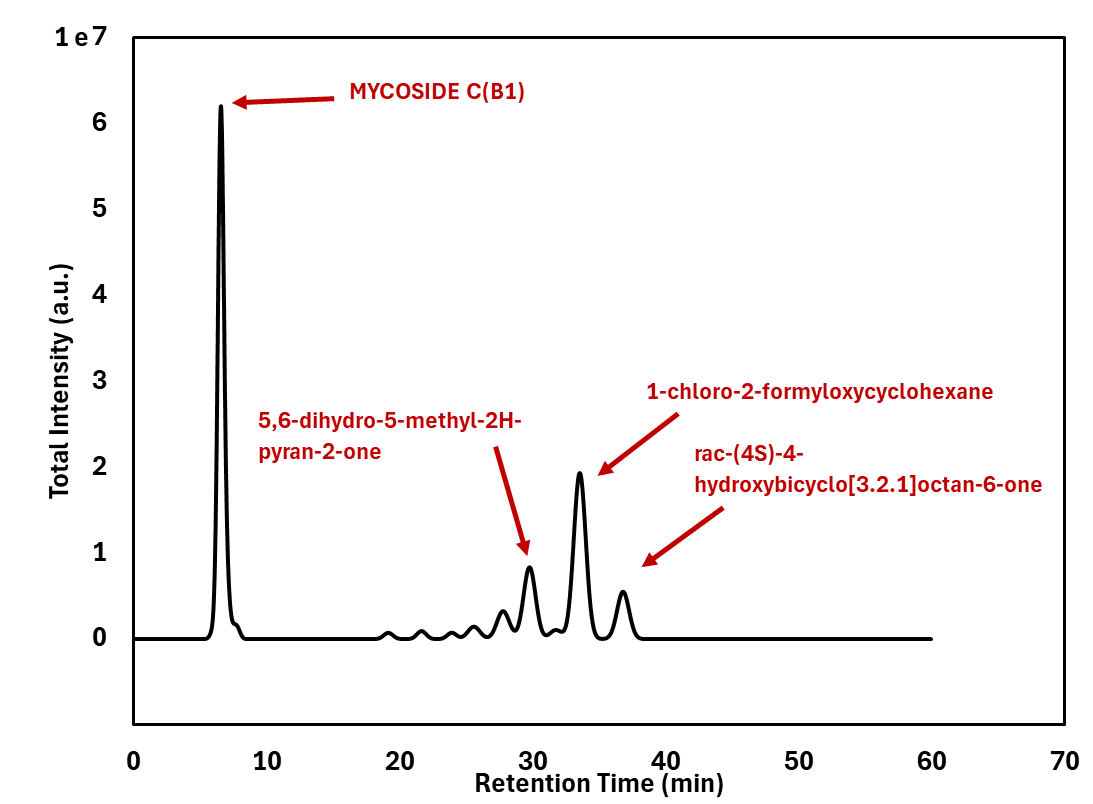 1e7
MYCOSIDE C(B1)
6
5
4
3
2
1
0
Total Intensity (a.u.)
1-chloro-2-formyloxycyclohexane
5,6-dihydro-5-methyl-2H-
pyran-2-one
rac-(4S)-4-
hydroxybicyclo[3.2.1]octan-6-one
0 10 20 30 40 50 60 70
Retention Time (min)